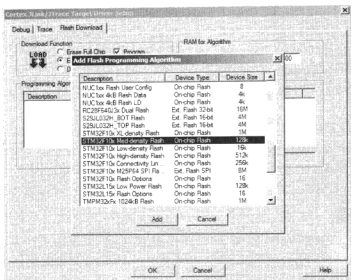 Cortex JLink/JTrace Target Driver Setup
Debug | Trace Flash Download
Download Function
LOAD
Erase Full Chip
Program
RAM for Algorithm
Add Flash Programming Algorithm
Programming Algor
Description
Description Device Type Device Size
NUC1xx Flash User Config On-chip Flash 8
NUC1xx 4kB Flash Data On-chip Flash 4k
NUC1xx 4kB Flash LD On-chip Flash 4k
RC28F640J3x Dual Flash Ext. Flash 32-bit 16M
S29JL032H_BOT Flash Ext. Flash 16-bit 4M
S29JL032H_TOP Flash Ext. Flash 16-bit 4M
STM32F10x XL-density Flash On-chip Flash 1M
STM32F10x Med-density Flash On-chip Flash 128k
STM32F10x Low-density Flash On-chip Flash 16k
STM32F10x High-density Flash On-chip Flash 512k
STM32F10x Connectivity Lin... On-chip Flash 256k
STM32F10x M25P64 SPI Fla... Ext. Flash SPI 8M
STM32F10x Flash Options On-chip Flash 16
STM32L15x Low Power Flash On-chip Flash 128k
STM32L15x Flash Options On-chip Flash 16
TMPM32xFx 1024kB Flash On-chip Flash 1M
Add Cancel
OK Cancel Help